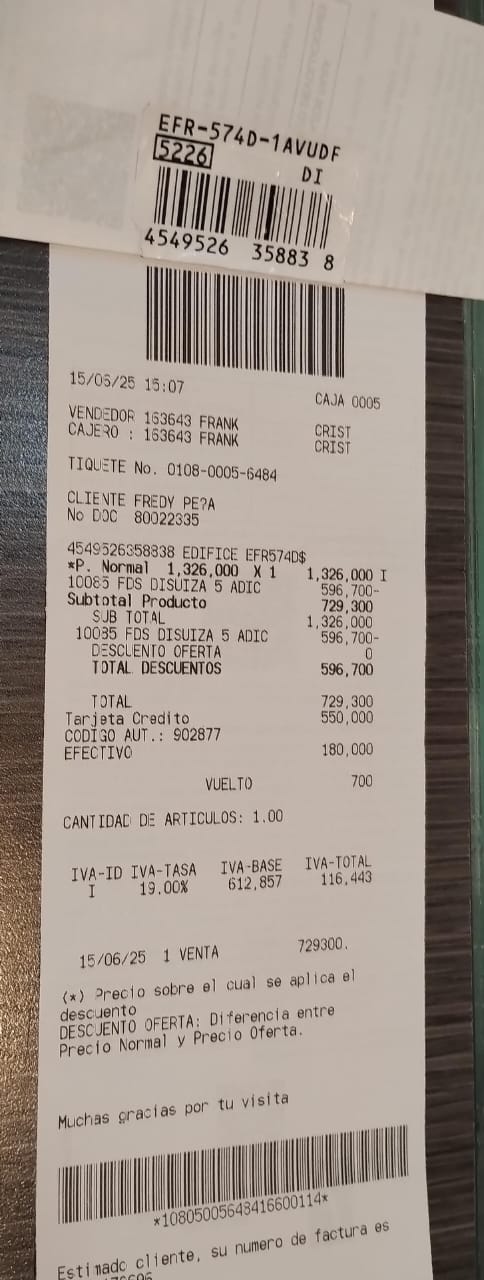 EFR-574D-1AVUDF
5226
DI
4549526 35883 8
15/06/25 15:07 CAJA 0005
VENDEDOR 163643 FRANK CRIST
CAJERO : 163643 FRANK CRIST
TIQUETE No. 0108-0005-6484
CLIENTE FREDY PE?A
No DOC 80022335
4549526358838 EDIFICE EFR574D$
*P. Normal 1,326,000 X 1 1,326,000 I
10085 FDS DISUIZA 5 ADIC 596,700-
Subtotal Producto 729,300
SUB TOTAL 1,326,000
10085 FDS DISUIZA 5 ADIC 596,700-
DESCUENTO OFERTA 0
TOTAL DESCUENTOS 596,700
TOTAL 729,300
Tarjeta Credito 550,000
CODIGO AUT.: 902877
EFECTIVO 180,000
VUELTO 700
CANTIDAD DE ARTICULOS: 1.00
IVA-ID IVA-TASA IVA-BASE IVA-TOTAL
I 19.00% 612,857 116,443
15/06/25 1 VENTA 729300.
(*) Precio sobre el cual se aplica el
descuento
DESCUENTO OFERTA: Diferencia entre
Precio Normal y Precio Oferta.
Muchas gracias por tu visita
*10805005648416600114*
Estimado cliente, su numero de factura es